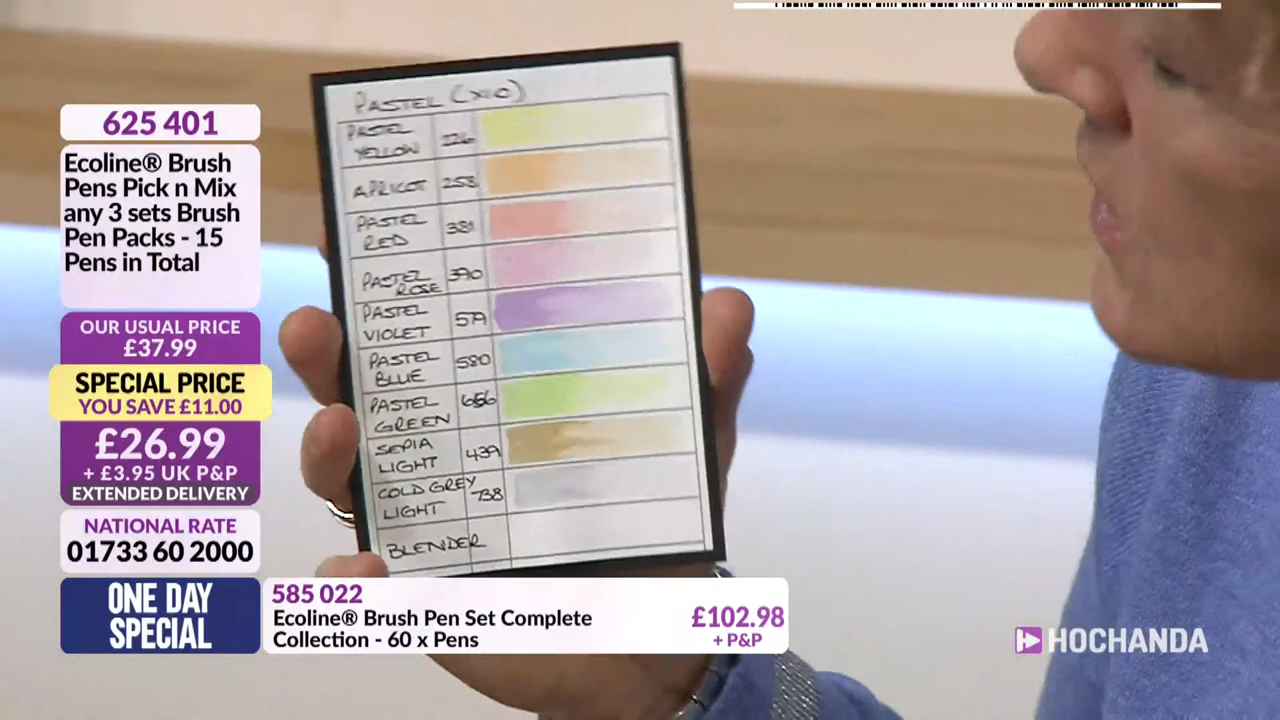 625 401
Ecoline® Brush
Pens Pick n Mix
any 3 sets Brush
Pen Packs - 15
Pens in Total
OUR USUAL PRICE
£37.99
SPECIAL PRICE
YOU SAVE £11.00
£26.99
+ £3.95 UK P&P
EXTENDED DELIVERY
NATIONAL RATE
01733 60 2000
ONE DAY
SPECIAL
585 022
Ecoline® Brush Pen Set Complete
Collection - 60 x Pens
£102.98
+ P&P
HOCHANDA
PASTEL (X10)
PASTEL
YELLOW 226
APRICOT 258
PASTEL
RED 381
PASTEL
ROSE 390
PASTEL
VIOLET 579
PASTEL
BLUE 580
PASTEL
GREEN 656
SEPIA
LIGHT 439
COLD GREY
LIGHT 738
BLENDER